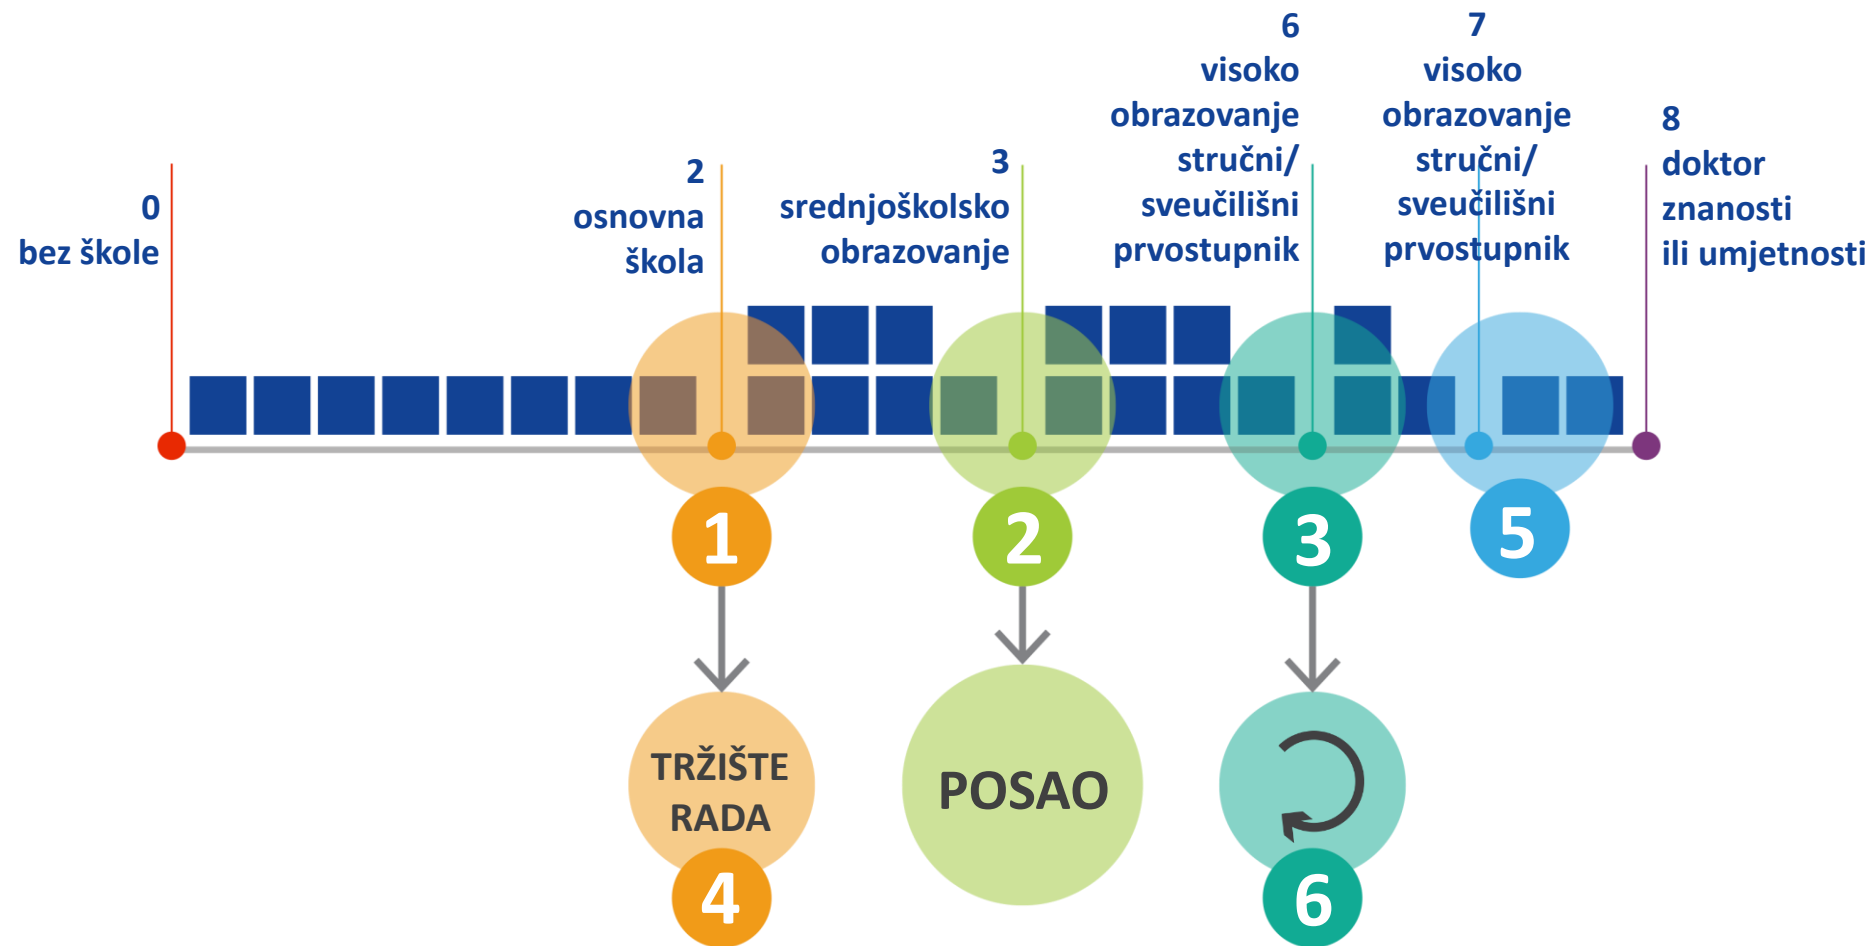 0
bez škole
2
osnovna
škola
3
srednjoškolsko
obrazovanje
6
visoko
obrazovanje
stručni/
sveučilišni
prvostupnik
7
visoko
obrazovanje
stručni/
sveučilišni
prvostupnik
8
doktor
znanosti
ili umjetnosti
1
2
3
5
TRŽIŠTE
RADA
POSAO
4
6